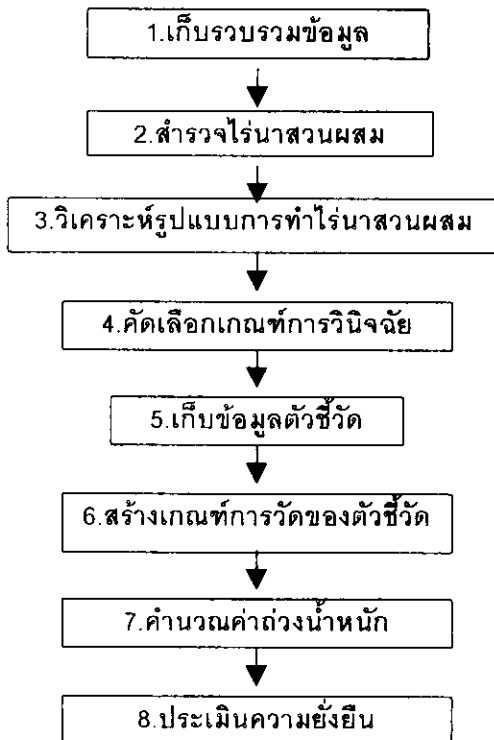 1.เก็บรวบรวมข้อมูล
2.สำรวจไร่นาสวนผสม
3.วิเคราะห์รูปแบบการทำไร่นาสวนผสม
4.คัดเลือกเกณฑ์การวินิจฉัย
5.เก็บข้อมูลตัวชี้วัด
6.สร้างเกณฑ์การวัดของตัวชี้วัด
7.คำนวณค่าถ่วงน้ำหนัก
8.ประเมินความยั่งยืน